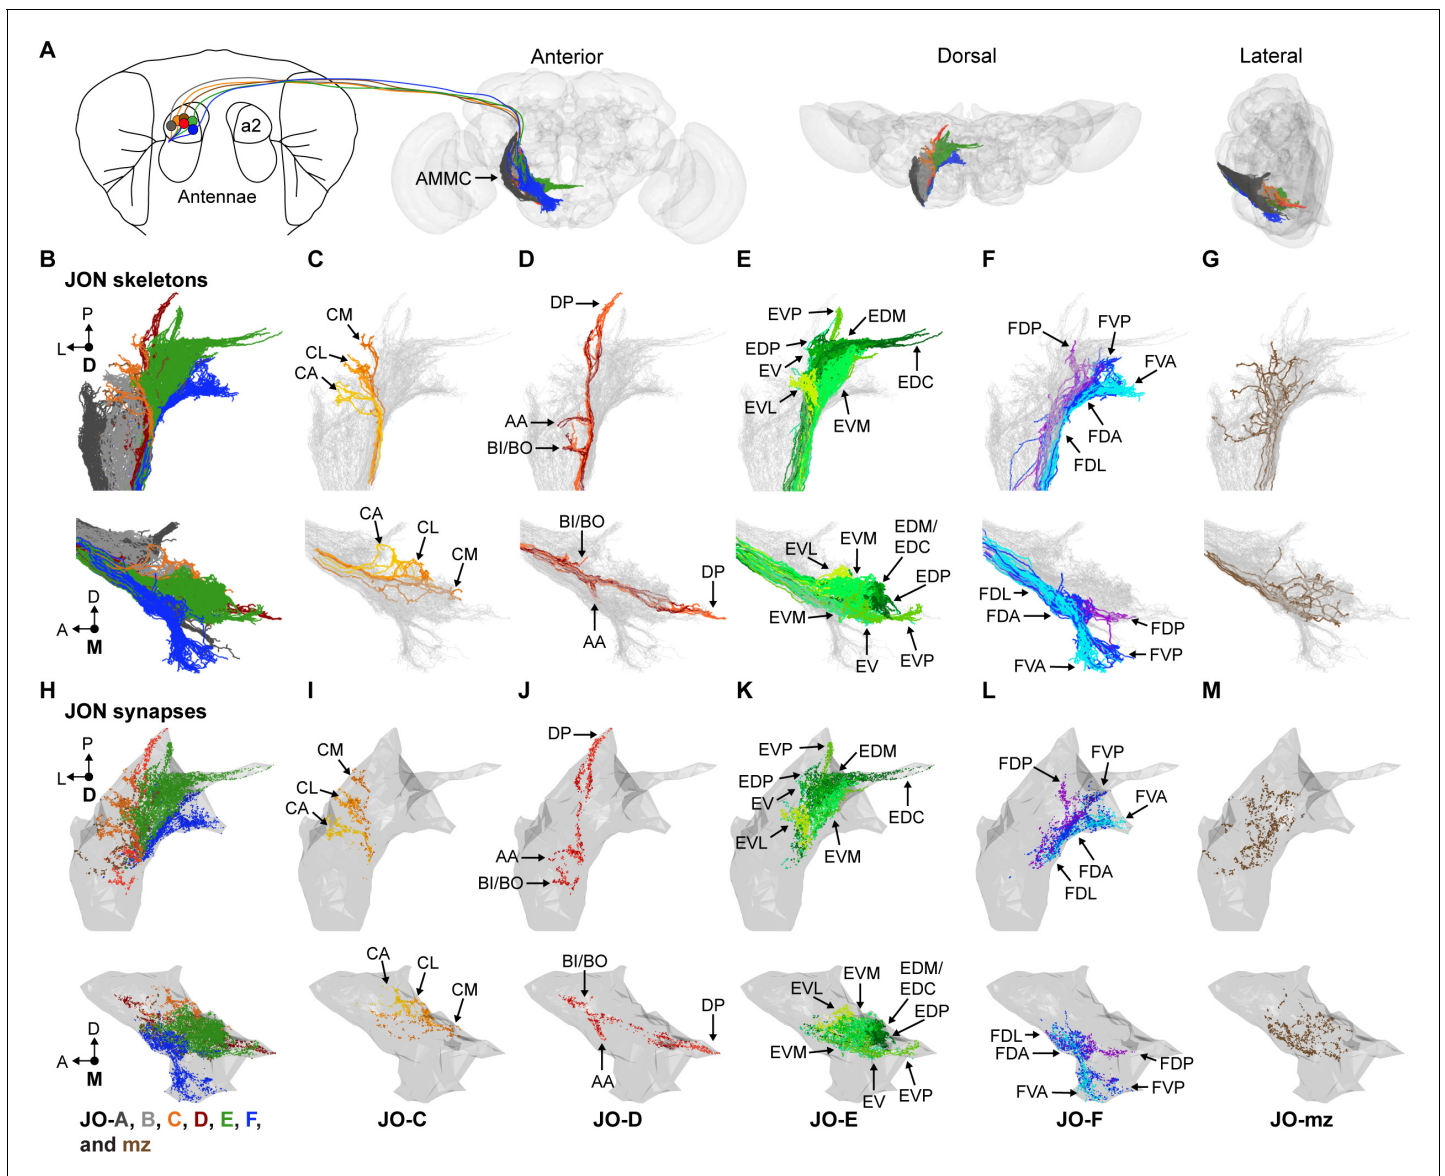 A
Anterior
Dorsal
Lateral
a2
AMMC
Antennae
B
C
D
E
F
G
JON skeletons
P
L
D
CM
CL
CA
DP
AA
BI/BO
EVP
EDM
EDP
EV
EVL
EDC
EVM
FDP
FVP
FVA
FDA
FDL
D
A
M
CA
CL
CM
BI/BO
DP
AA
EVL
EVM
EDM/
EDC
EDP
EVM
EV
EVP
FDL
FDA
FDP
FVA
FVP
H
I
J
K
L
M
JON synapses
P
L
D
CM
CL
CA
DP
AA
BI/BO
EVP
EDM
EDP
EV
EVL
EDC
EVM
FDP
FVP
FVA
FDA
FDL
D
A
M
CA
CL
CM
BI/BO
DP
AA
EVL
EVM
EDM/
EDC
EDP
EVM
EV
EVP
FDL
FDA
FDP
FVA
FVP
JO-A, B, C, D, E, F,
and mz
JO-C
JO-D
JO-E
JO-F
JO-mz